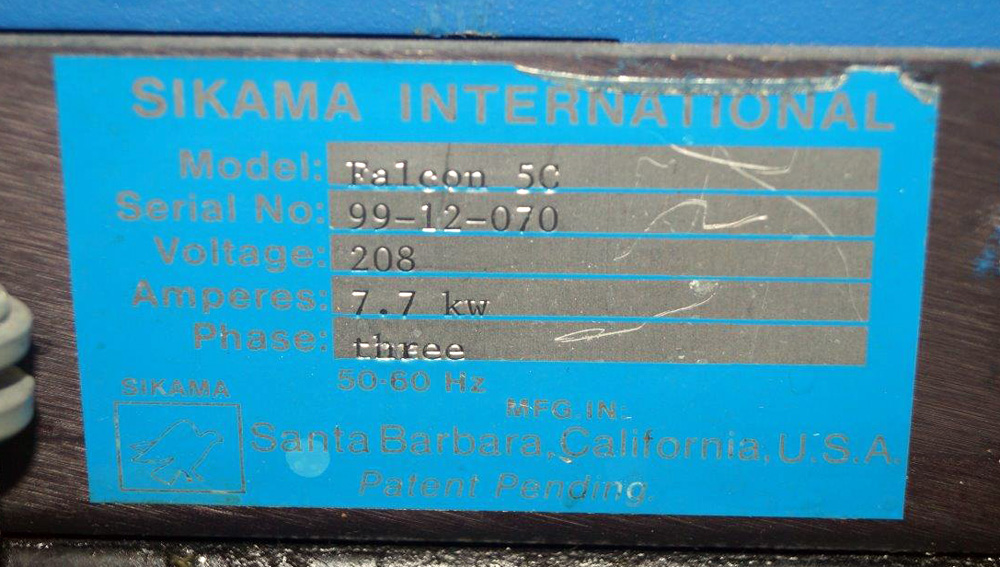 SIKAMA INTERNATIONAL
Model: Falcon 5C
Serial No: 99-12-070
Voltage: 208
Amperes: 7.7 kw
Phase: three
50-60 Hz
SIKAMA
MFG. IN:
Santa Barbara, California, U.S.A.
Patent Pending.